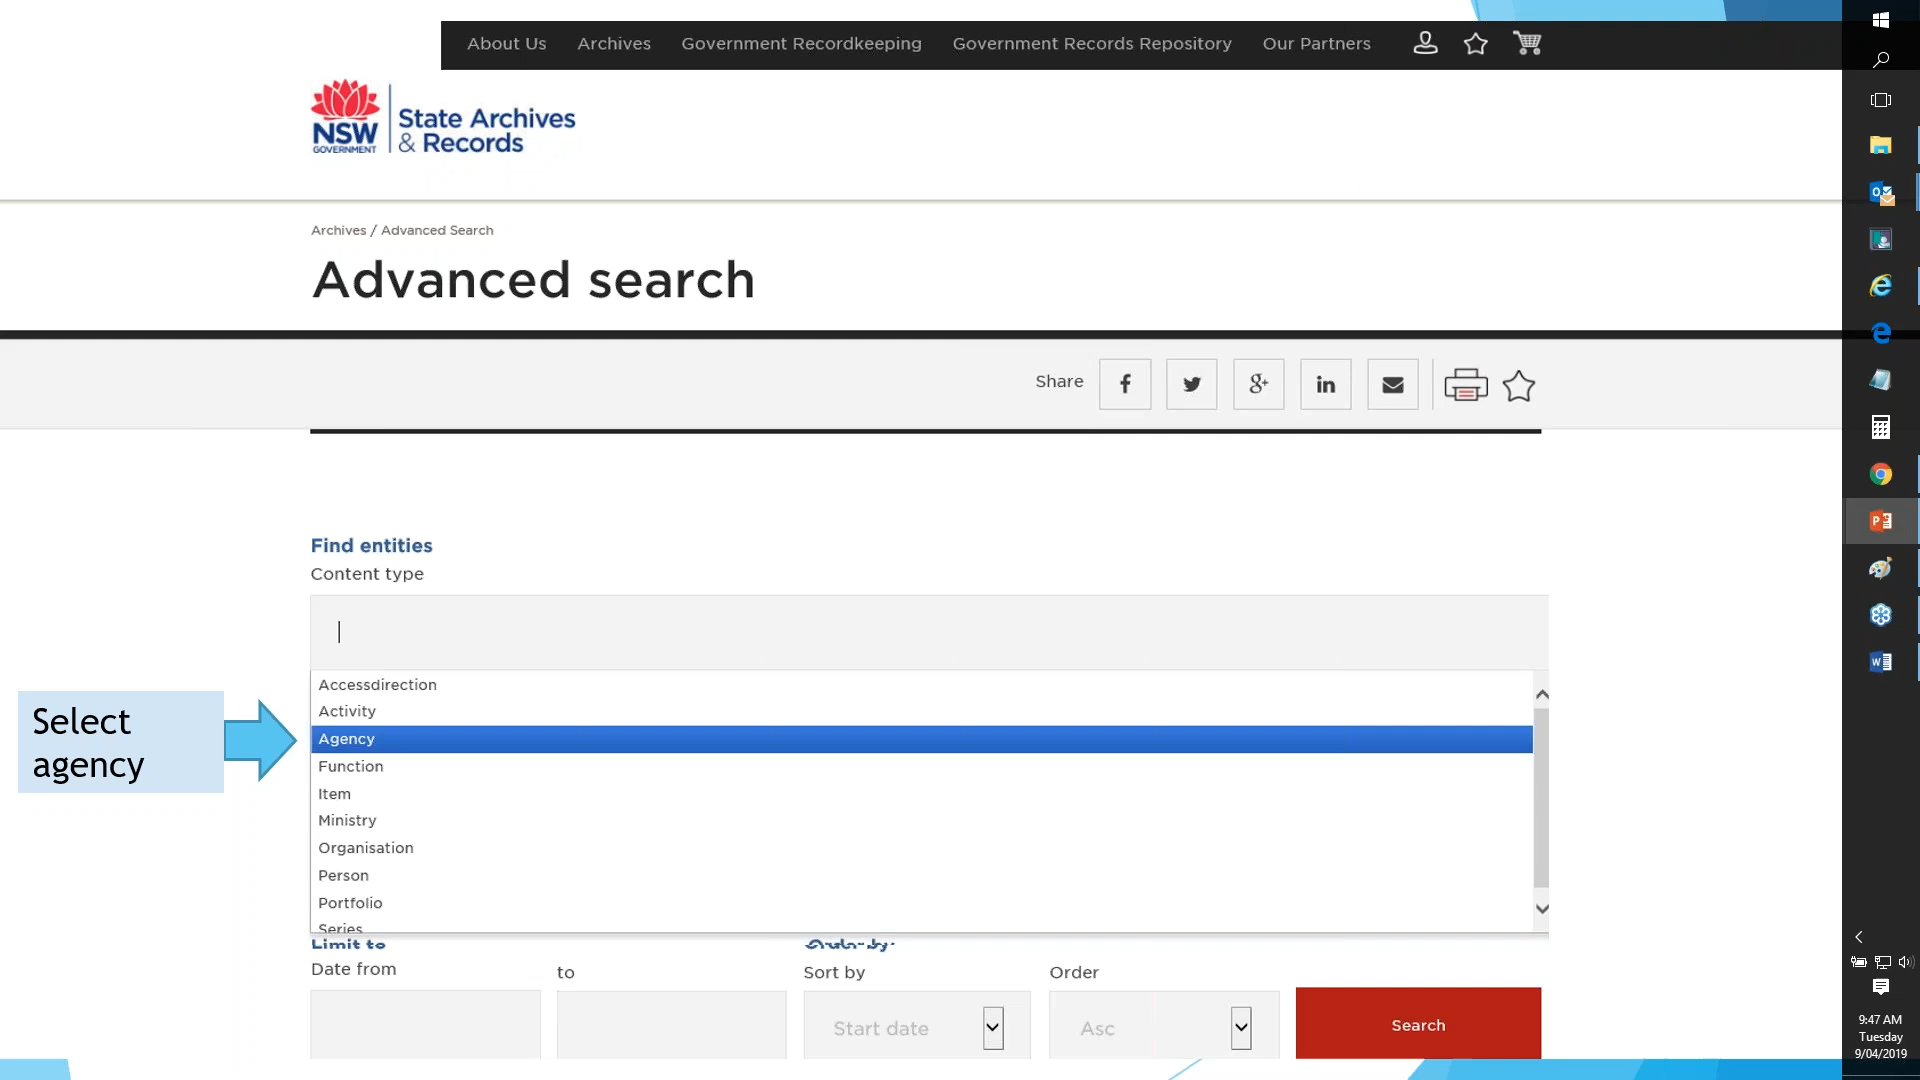 About Us Archives Government Recordkeeping Government Records Repository Our Partners
NSW
GOVERNMENT
State Archives
& Records
Archives / Advanced Search
Advanced search
Share
Find entities
Content type
Accessdirection
Activity
Agency
Function
Item
Ministry
Organisation
Person
Portfolio
Series
Select
agency
Limit to
Date from to Sort by Order
Start date Asc Search
9:47 AM
Tuesday
9/04/2019